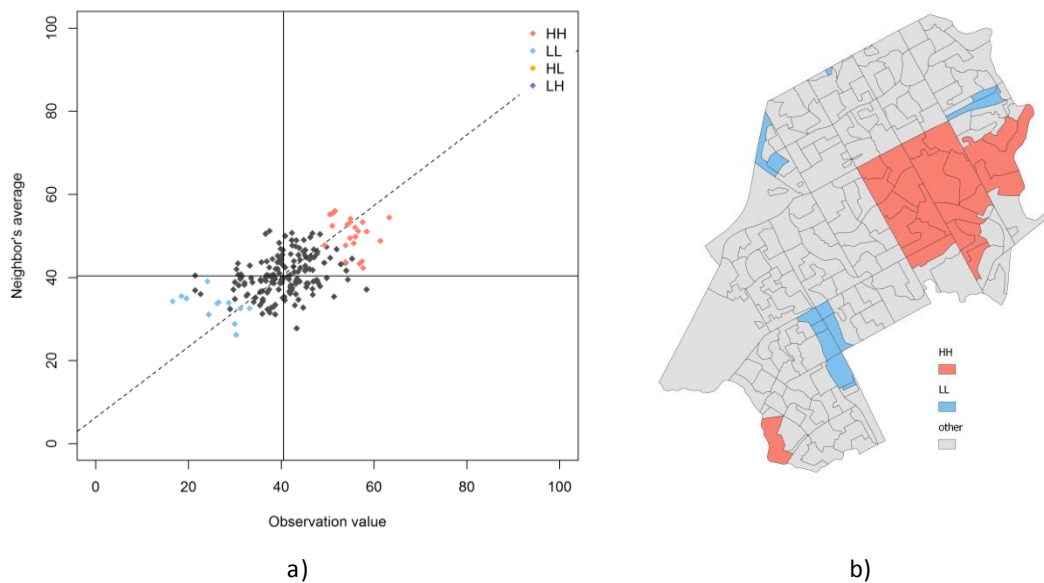 100
80
60
40
20
0
Neighbor's average
HH
LL
HL
LH
0 20 40 60 80 100
Observation value
a)
HH
LL
other
b)